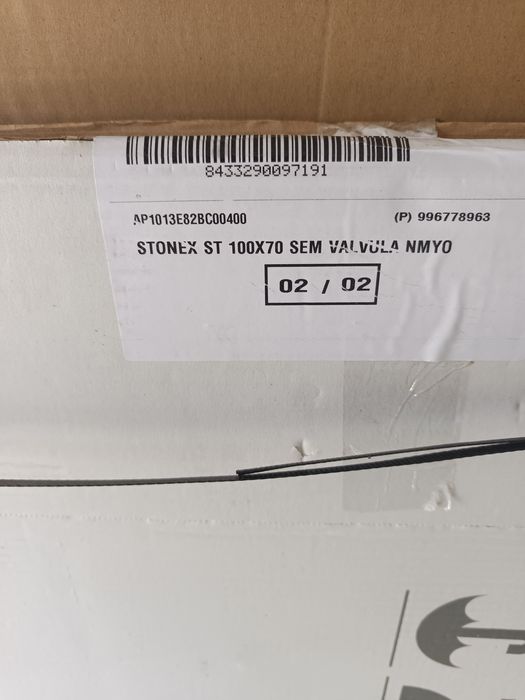 8433290097191
AP1013E82BC00400 (P) 996778963
STONEX ST 100X70 SEM VALVULA NMYO
02 / 02